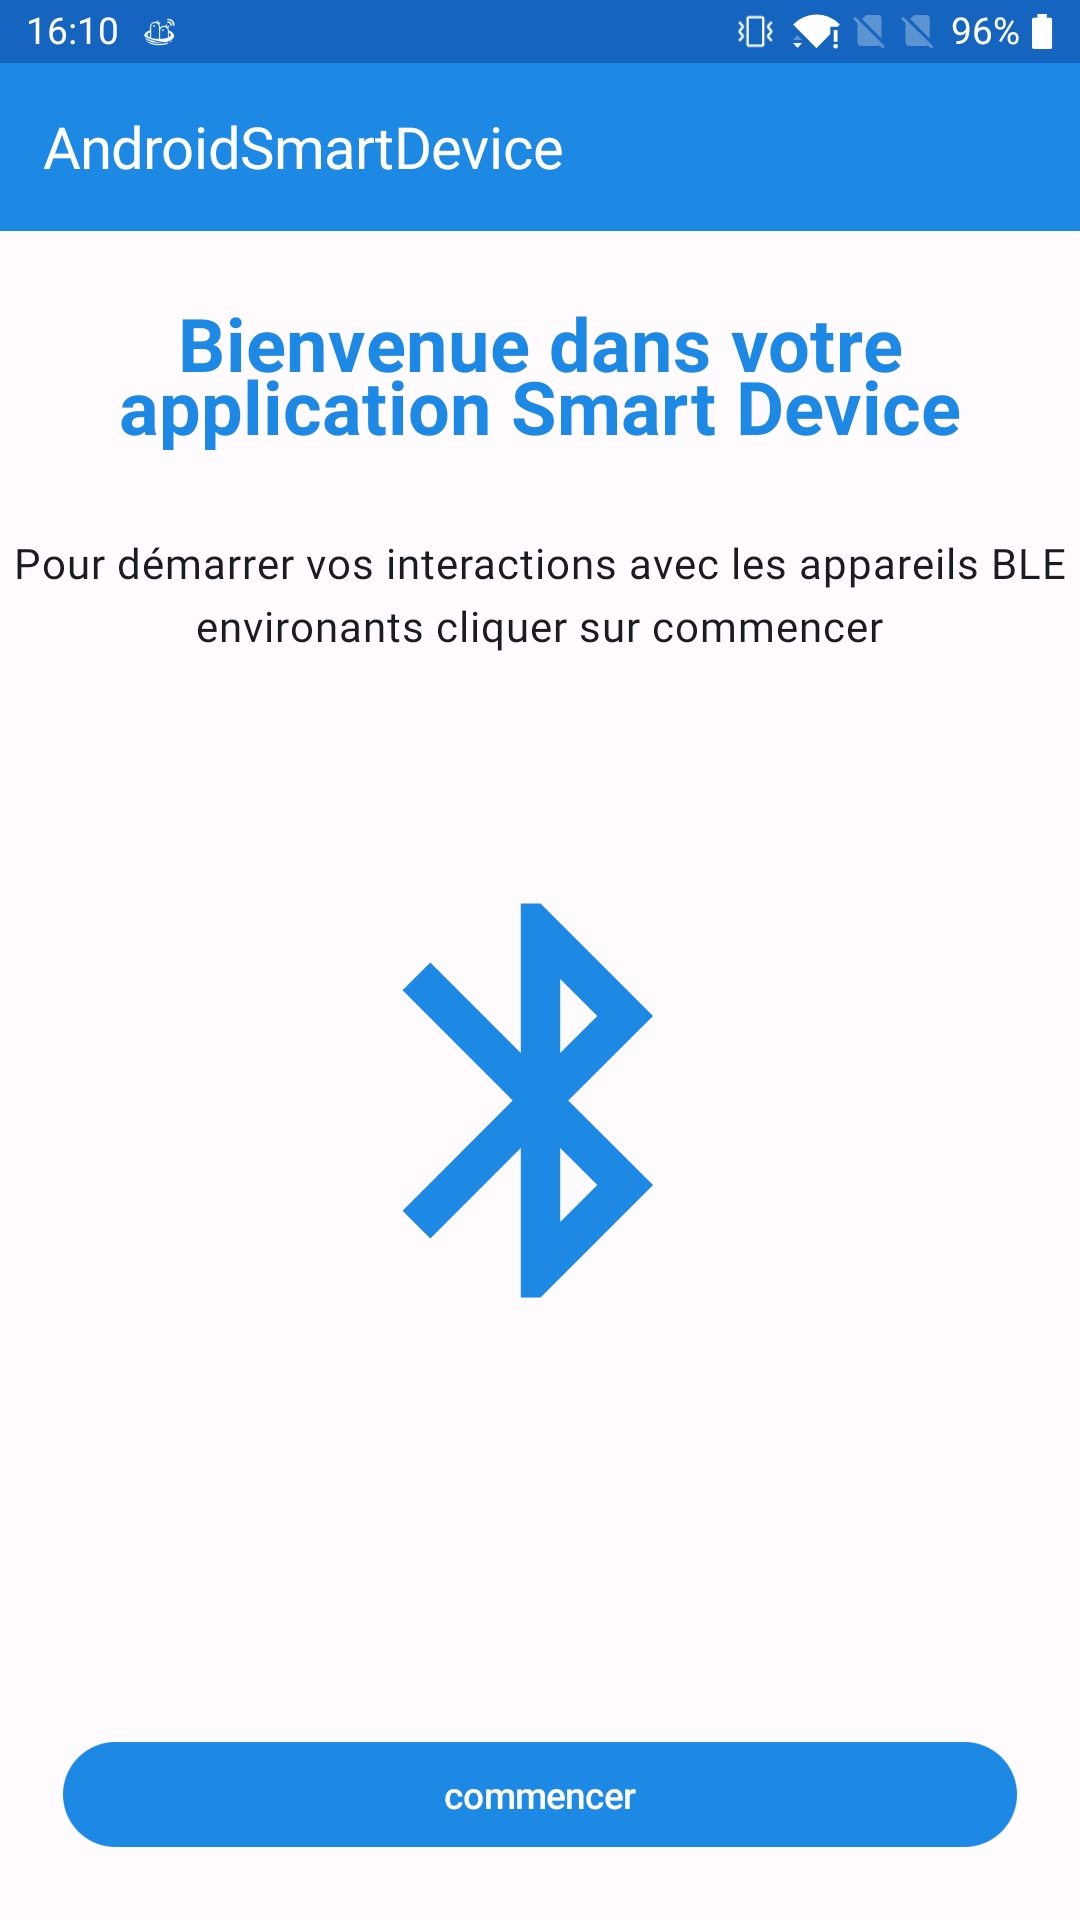 16:10
96%
AndroidSmartDevice
Bienvenue dans votre
application Smart Device
Pour démarrer vos interactions avec les appareils BLE
environants cliquer sur commencer
commencer